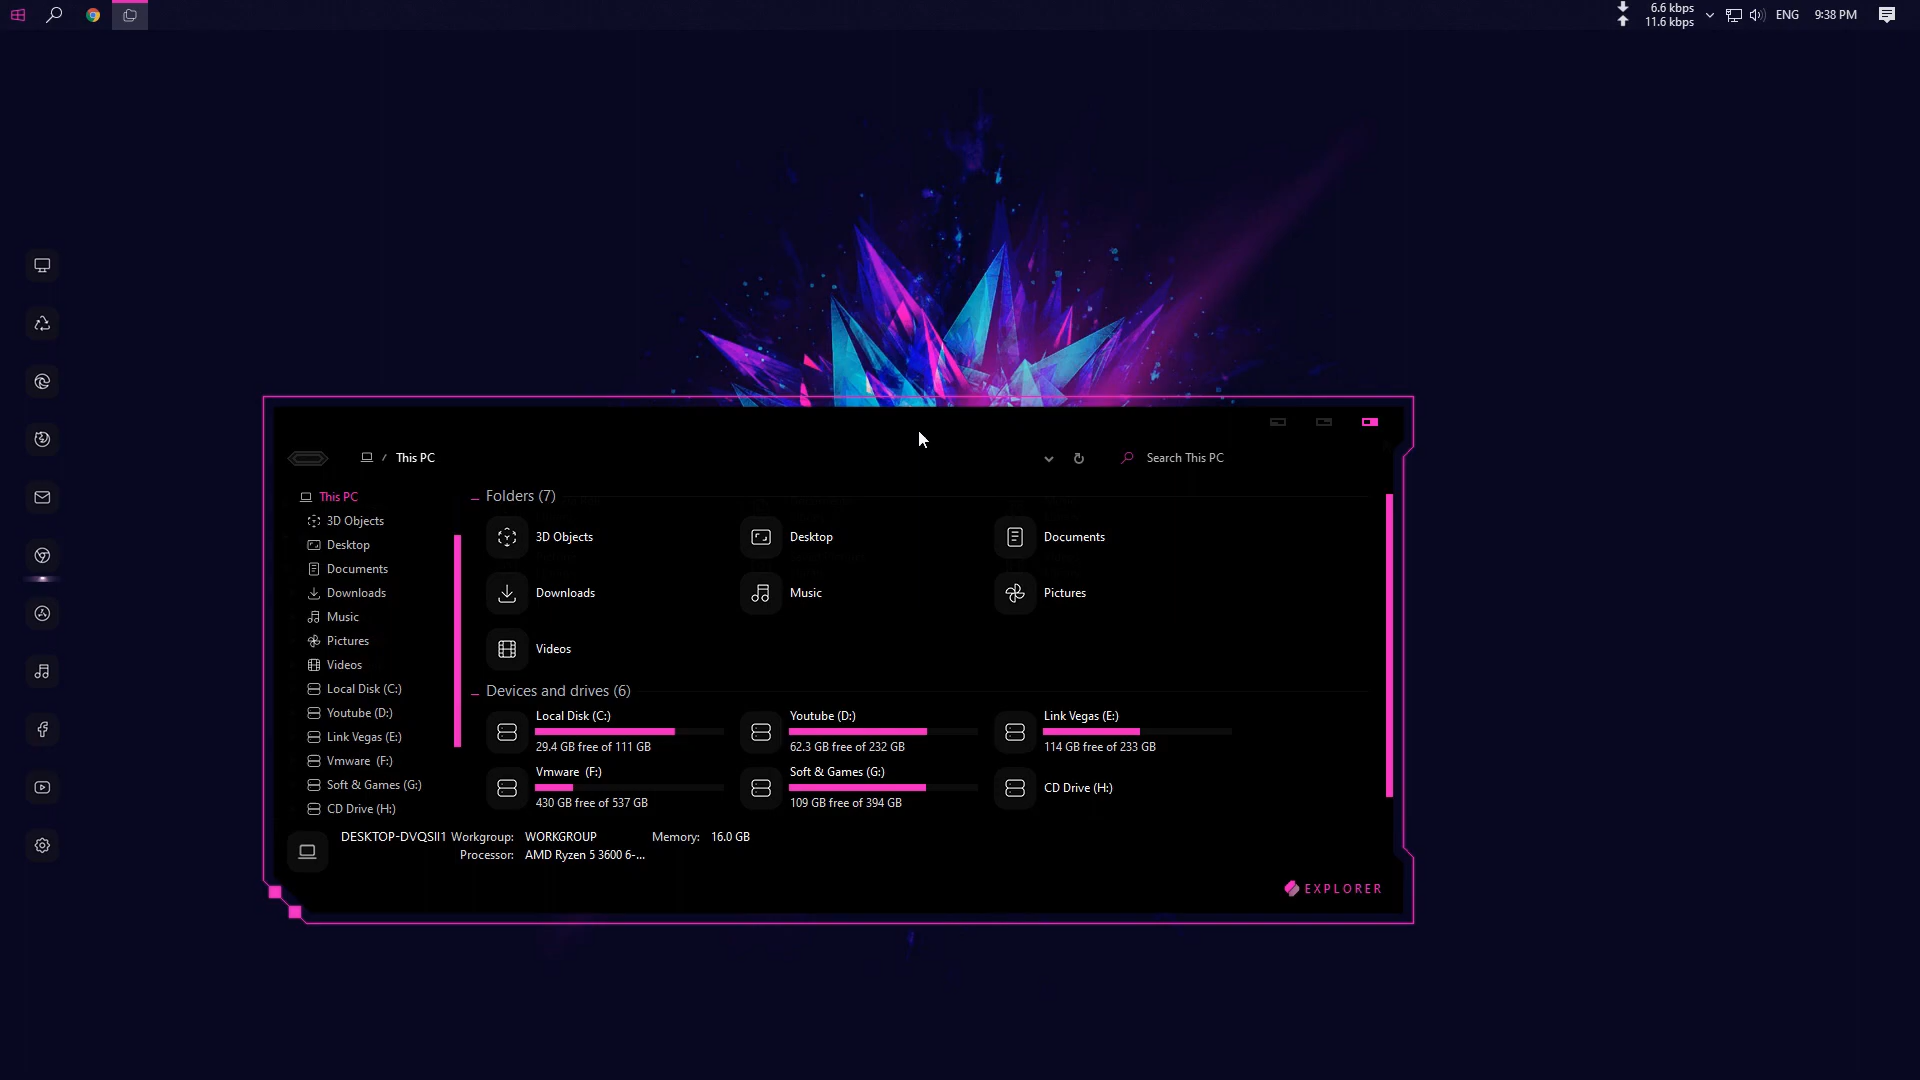 6.6 kbps
11.6 kbps
ENG
9:38 PM
/ This PC
Search This PC
This PC
3D Objects
Desktop
Documents
Downloads
Music
Pictures
Videos
Local Disk (C:)
Youtube (D:)
Link Vegas (E:)
Vmware  (F:)
Soft & Games (G:)
CD Drive (H:)
Folders (7)
3D Objects
Desktop
Documents
Downloads
Music
Pictures
Videos
Devices and drives (6)
Local Disk (C:)
29.4 GB free of 111 GB
Youtube (D:)
62.3 GB free of 232 GB
Link Vegas (E:)
114 GB free of 233 GB
Vmware  (F:)
430 GB free of 537 GB
Soft & Games (G:)
109 GB free of 394 GB
CD Drive (H:)
DESKTOP-DVQSII1 Workgroup: WORKGROUP Memory: 16.0 GB
Processor: AMD Ryzen 5 3600 6-...
EXPLORER